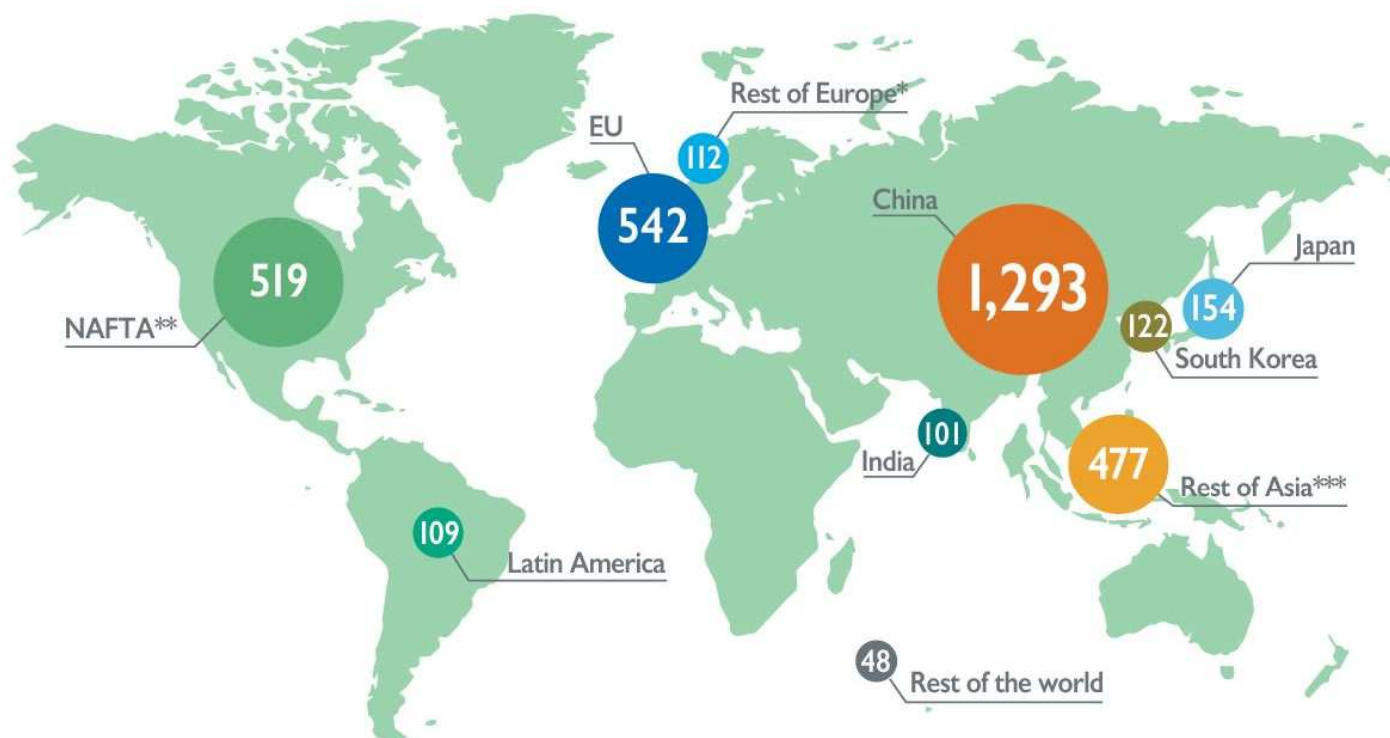 Rest of Europe*
EU
112
China
542
Japan
519
1,293
154
NAFTA**
122
South Korea
101
India
477
Rest of Asia***
109
Latin America
48
Rest of the world